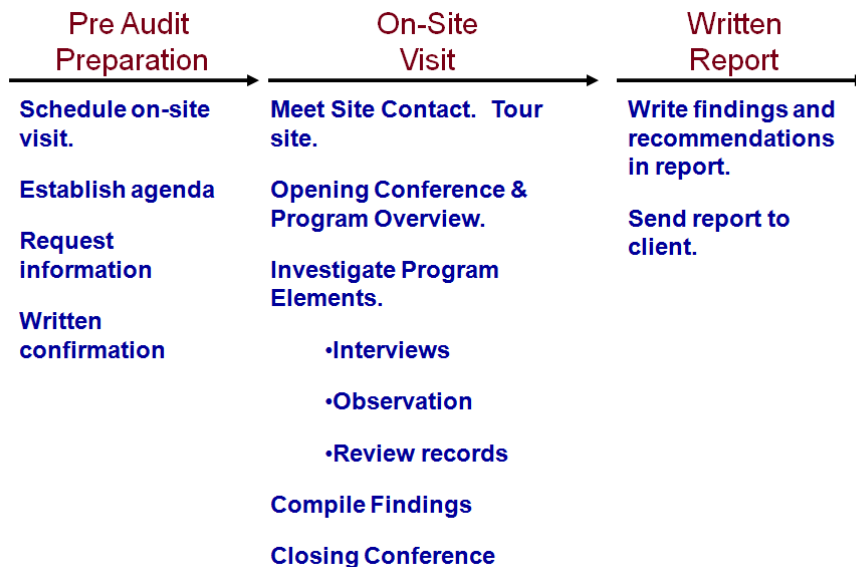 Pre Audit
Preparation
Schedule on-site
visit.
Establish agenda
Request
information
Written
confirmation
On-Site
Visit
Meet Site Contact.   Tour
site.
Opening Conference &
Program Overview.
Investigate Program
Elements.
•Interviews
•Observation
•Review records
Compile Findings
Closing Conference
Written
Report
Write findings and
recommendations
in report.
Send report to
client.